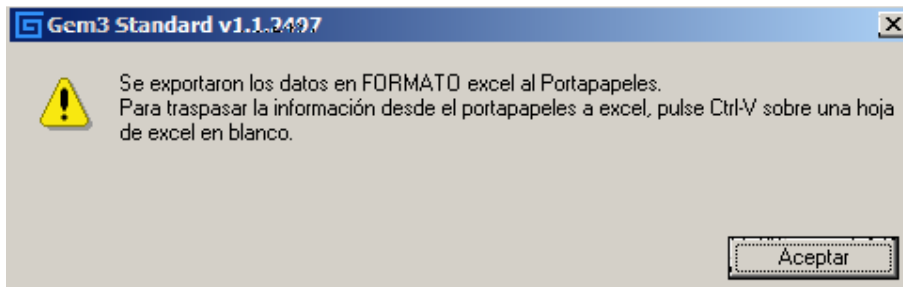 Gem3 Standard v1.1.2497
Se exportaron los datos en FORMATO excel al Portapapeles.
Para traspasar la información desde el portapapeles a excel, pulse Ctrl-V sobre una hoja
de excel en blanco.
Aceptar